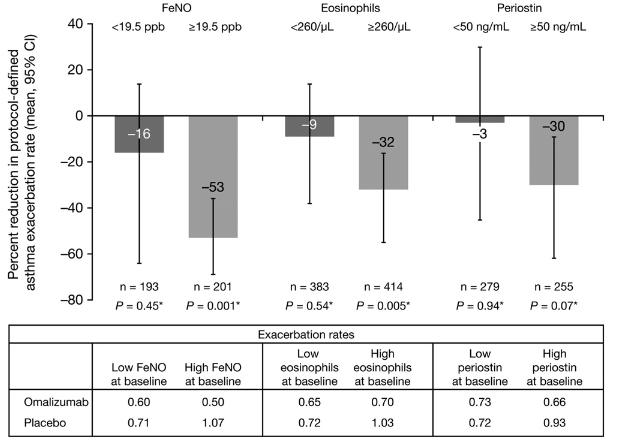 FeNO Eosinophils Periostin
<19.5 ppb ≥19.5 ppb <260/μL ≥260/μL <50 ng/mL ≥50 ng/mL
Percent reduction in protocol-defined
asthma exacerbation rate (mean, 95% CI)
40
20
0
−20
−40
−60
−80
−16
−53
−9
−32
−3
−30
n = 193 n = 201 n = 383 n = 414 n = 279 n = 255
P = 0.45* P = 0.001* P = 0.54* P = 0.005* P = 0.94* P = 0.07*
Exacerbation rates
Low FeNO at baseline
High FeNO at baseline
Low eosinophils at baseline
High eosinophils at baseline
Low periostin at baseline
High periostin at baseline
Omalizumab 0.60 0.50 0.65 0.70 0.73 0.66
Placebo 0.71 1.07 0.72 1.03 0.72 0.93